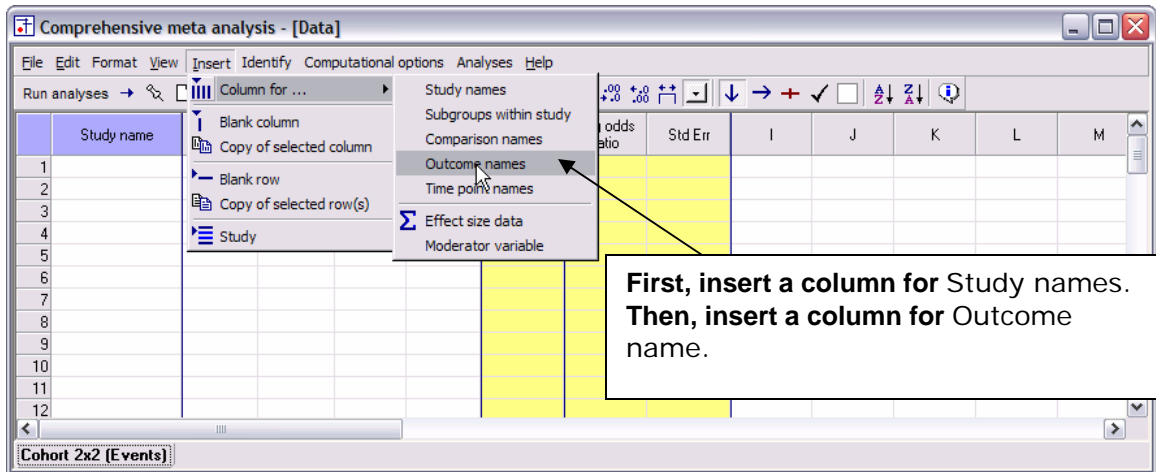 Comprehensive meta analysis - [Data]
File Edit Format View Insert Identify Computational options Analyses Help
Run analyses
Column for ...
Blank column
Copy of selected column
Blank row
Copy of selected row(s)
Study
Study names
Subgroups within study
Comparison names
Outcome names
Time point names
Effect size data
Moderator variable
Study name odds Std Err I J K L M
atio
1
2
3
4
5
6
7
8
9
10
11
12
First, insert a column for Study names.
Then, insert a column for Outcome
name.
Cohort 2x2 (Events)